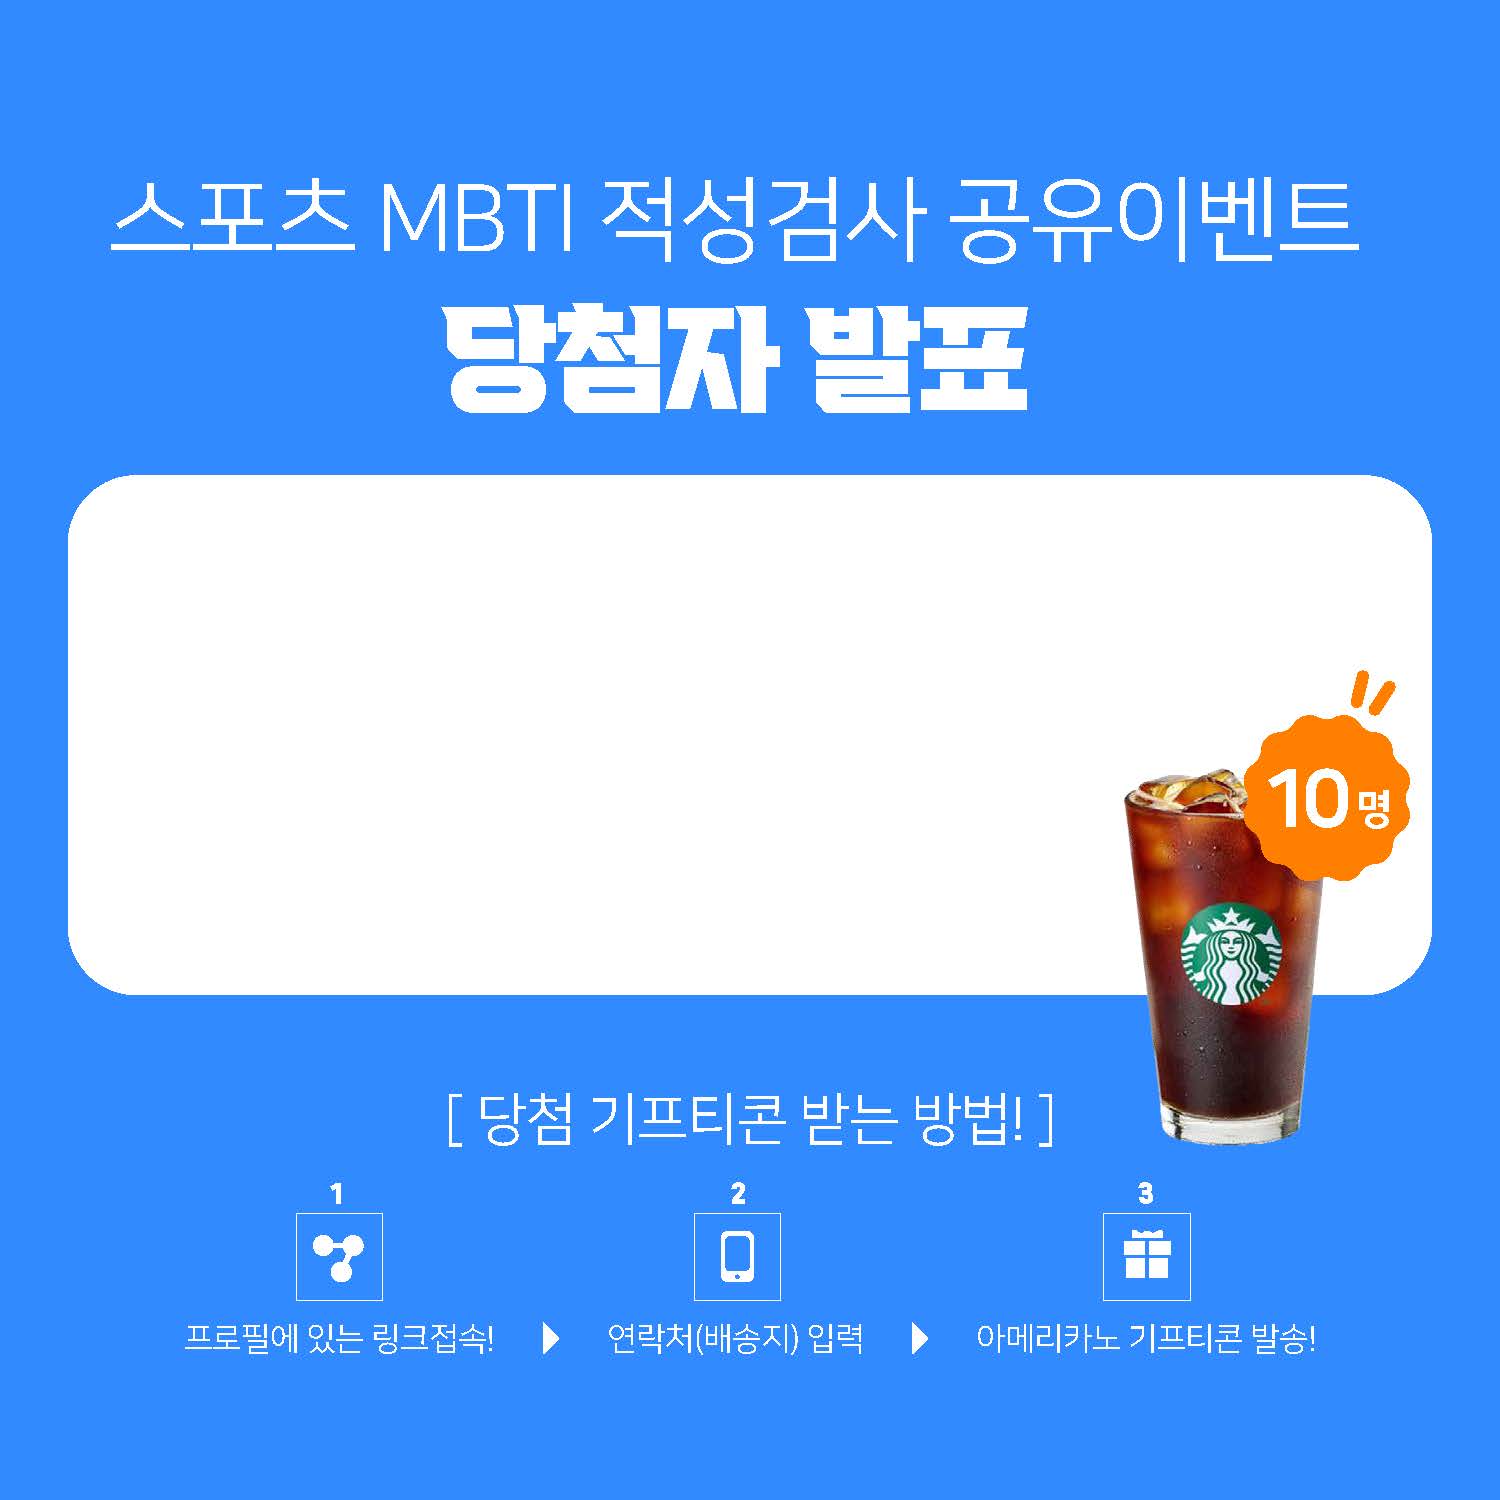 스포츠 MBTI 적성검사 공유이벤트
당첨자 발표
10명
[ 당첨 기프티콘 받는 방법! ]
1
프로필에 있는 링크접속!
2
연락처(배송지) 입력
3
아메리카노 기프티콘 발송!